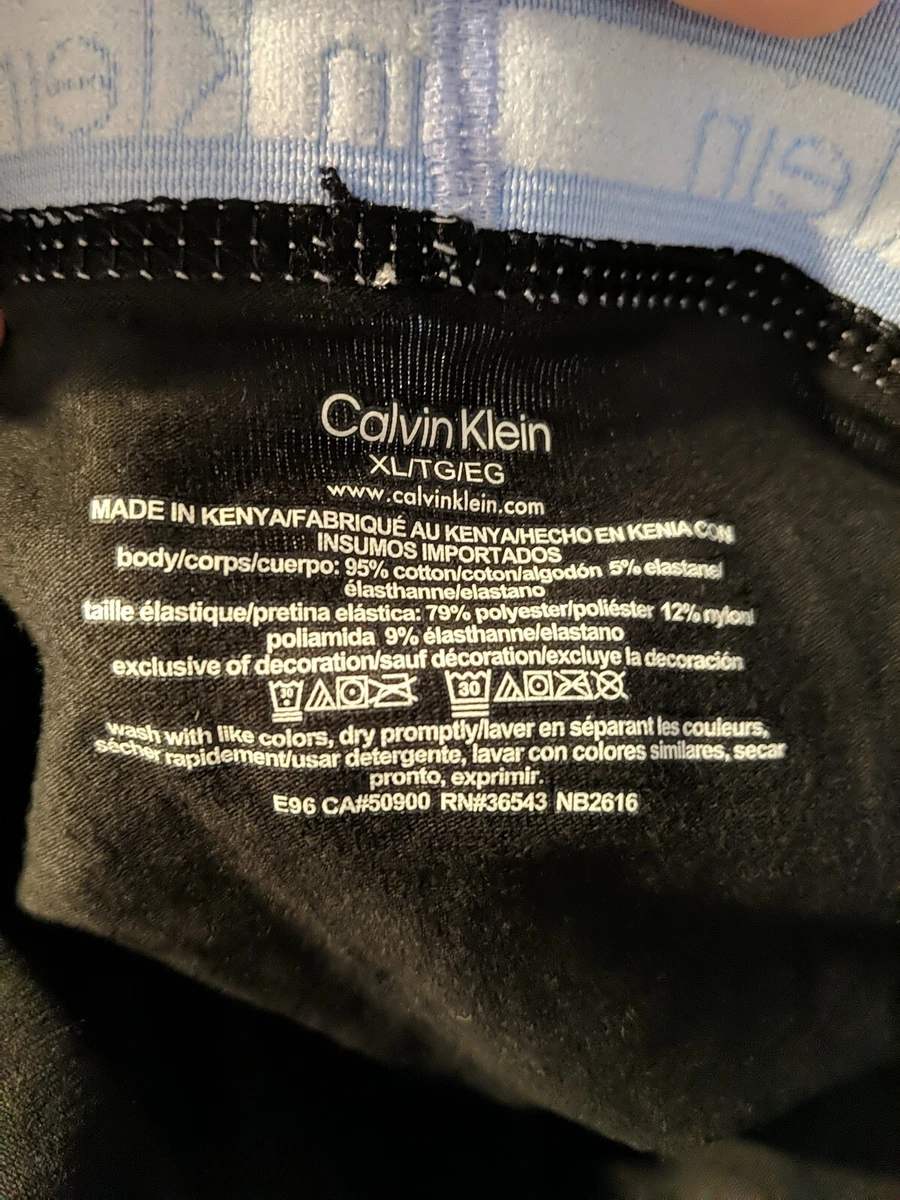 Calvin Klein
XL/TG/EG
www.calvinklein.com
MADE IN KENYA/FABRIQUÉ AU KENYA/HECHO EN KENIA CON
INSUMOS IMPORTADOS
body/corps/cuerpo: 95% cotton/coton/algodón 5% elastane/
élasthanne/elastano
taille élastique/pretina elástica: 79% polyester/poliéster 12% nylon/
poliamida 9% élasthanne/elastano
exclusive of decoration/sauf décoration/excluye la decoración
30 30
wash with like colors, dry promptly/laver en séparant les couleurs,
sécher rapidement/usar detergente, lavar con colores similares, secar
pronto, exprimir.
E96 CA#50900 RN#36543 NB2616